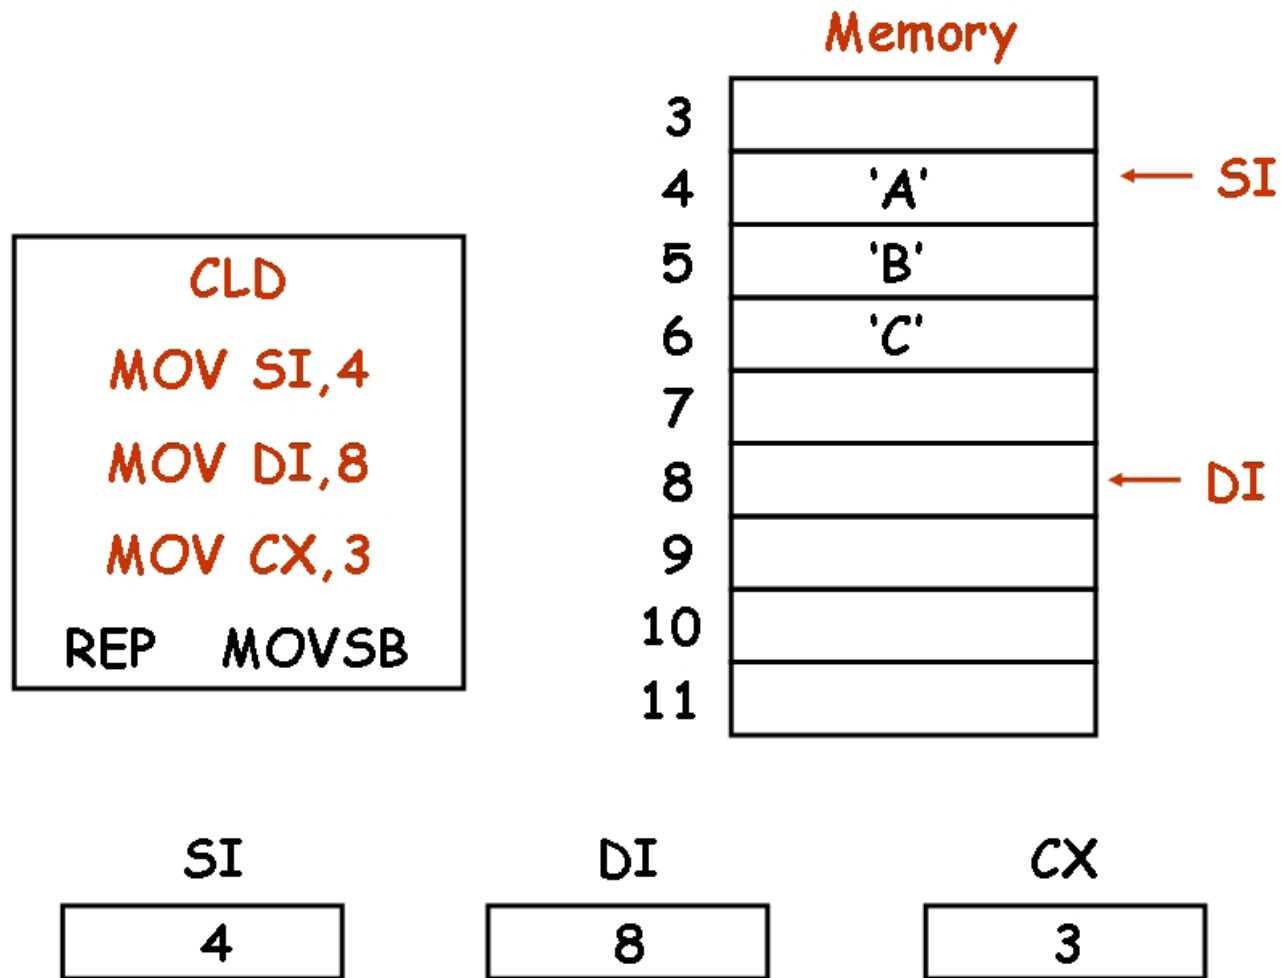 Memory
3
4 'A' SI
5 'B'
6 'C'
7
8 DI
9
10
11
CLD
MOV SI,4
MOV DI,8
MOV CX,3
REP MOVSB
SI DI CX
4 8 3